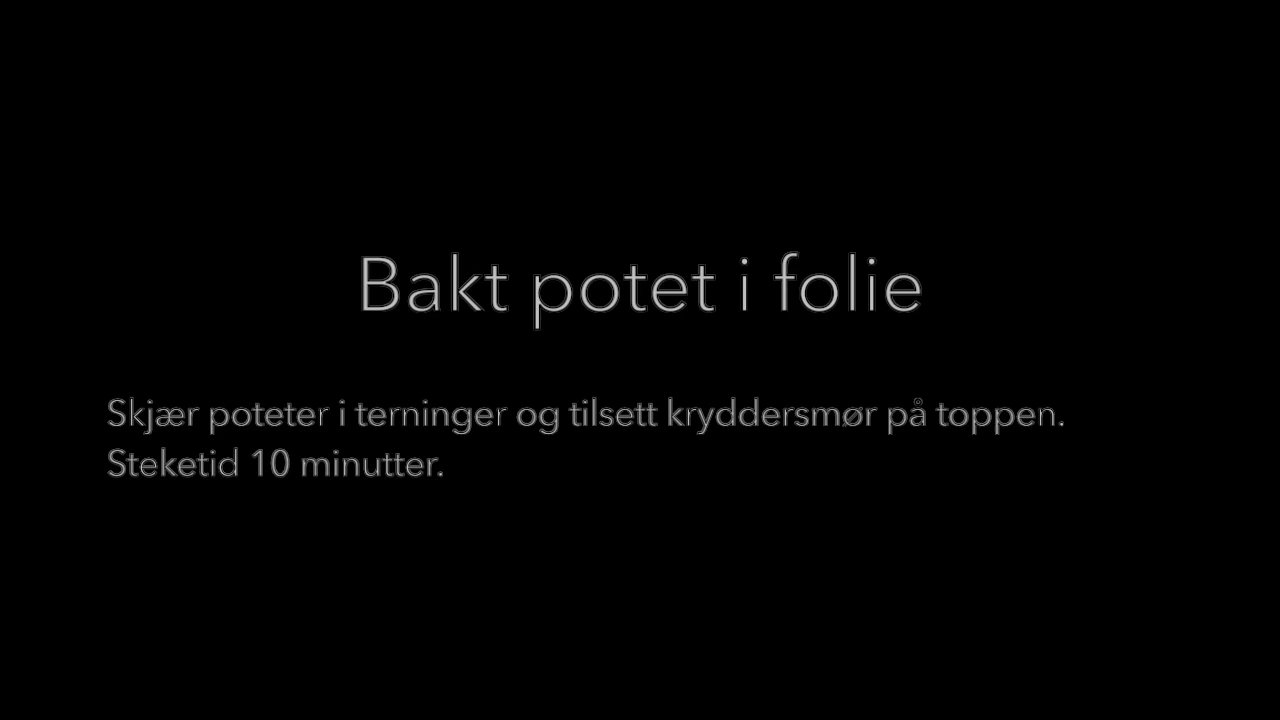 Bakt potet i folie
Skjær poteter i terninger og tilsett kryddersmør på toppen.
Steketid 10 minutter.